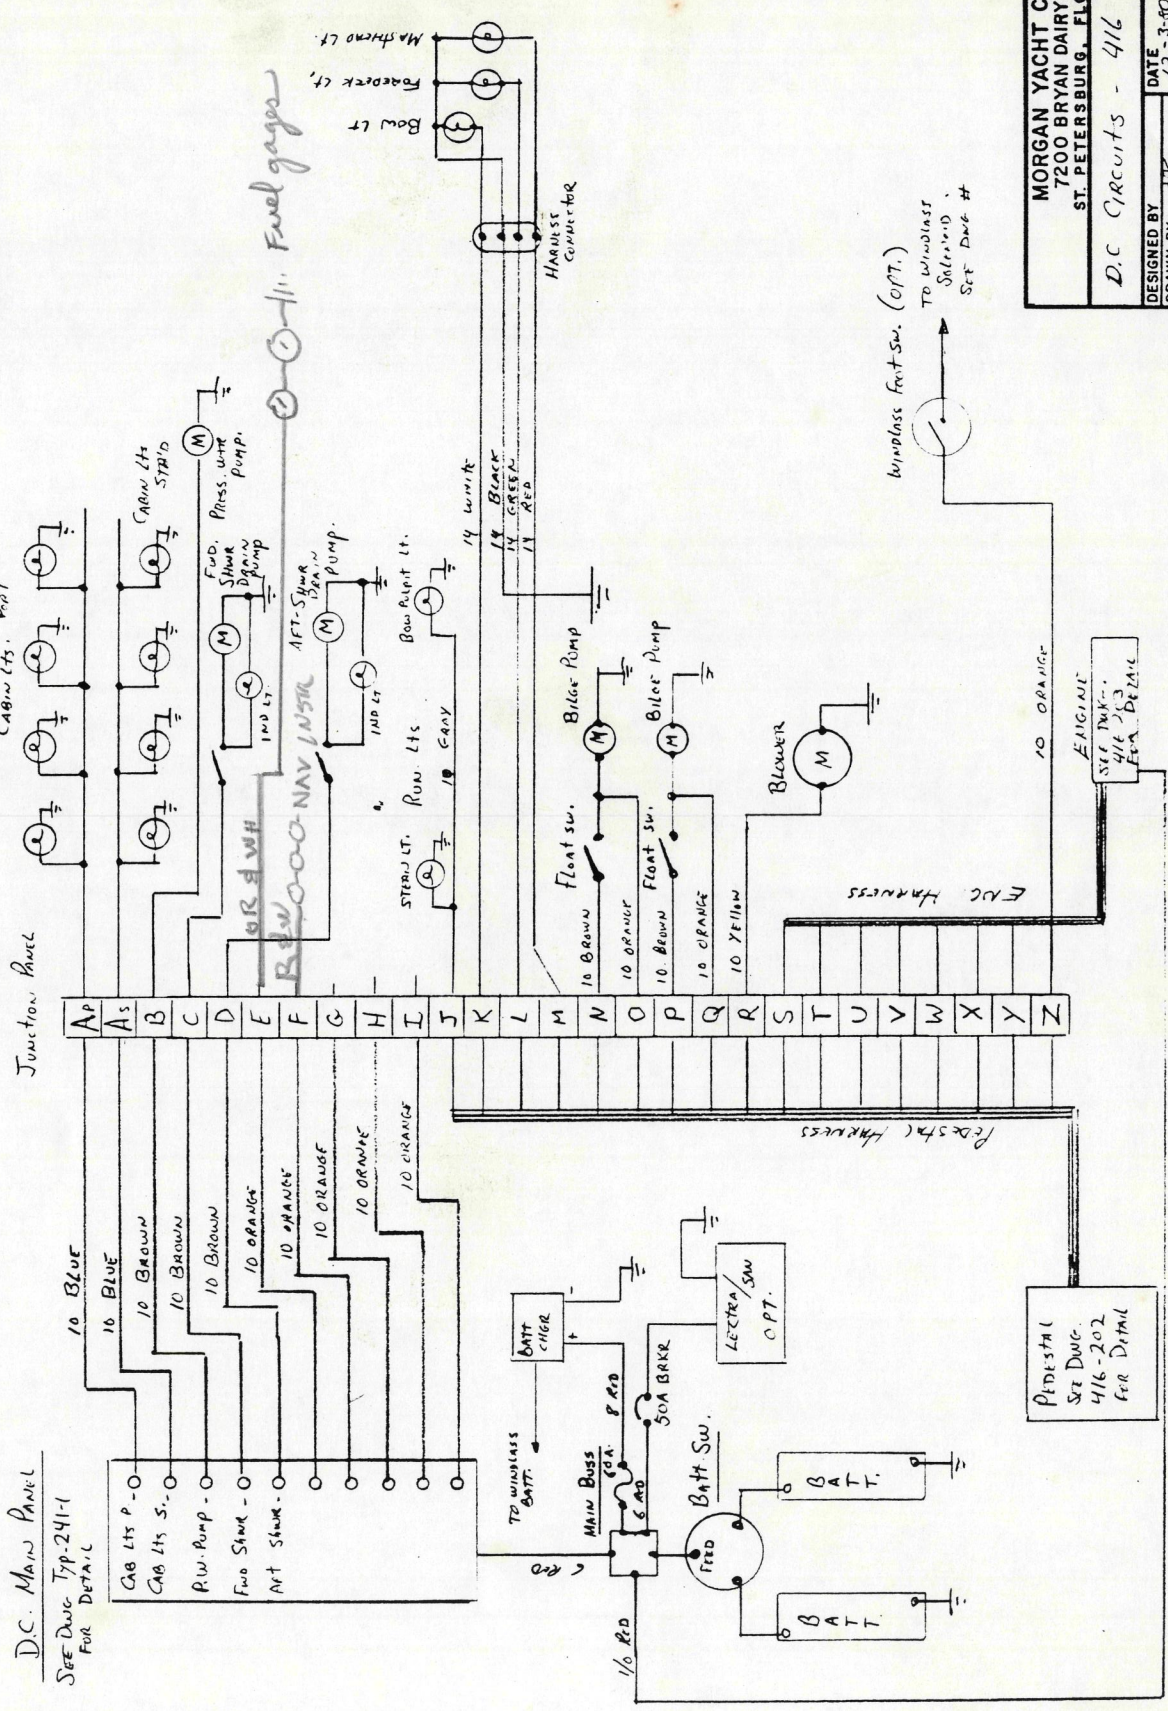 D.C. MAIN PANEL
SEE DWG TYP-241-1
FOR DETAIL
CAB LTS P.
CAB LTS S.
P.W. PUMP
FWD SHWR
AFT SHWR
10 BLUE
10 BLUE
10 BROWN
10 BROWN
10 BROWN
10 ORANGE
10 ORANGE
10 ORANGE
10 ORANGE
10 ORANGE
JUNCTION PANEL
AP
AS
B
C
D
E
F
G
H
I
J
K
L
M
N
O
P
Q
R
S
T
U
V
W
X
Y
Z
CABIN LTS. PORT
CABIN LTS
STB'D
M
PRESS. WTR
PUMP.
FWD.
SHWR
DRAIN
PUMP
M
IND LT.
OR & WH
Fuel gages
R&W
NAV INSTR
AFT-SHWR
DRAIN
PUMP.
M
IND LT
STERN LT.
RUN. LTS
BOW PULPIT LT.
10 GRAY
14 WHITE
14 BLACK
14 GREEN
14 RED
HARNESS
CONNECTOR
BOW LT
FOREDECK LT.
MASTHEAD LT.
10 BROWN
FLOAT SW.
BILGE PUMP
M
10 ORANGE
10 BROWN
FLOAT SW.
BILGE PUMP
M
10 ORANGE
10 YELLOW
BLOWER
M
ENG HARNESS
10 ORANGE
WINDLASS FOOT SW. (OPT.)
TO WINDLASS
SOLENOID.
SEE DWG #
ENGINE
SEE DWG.
416-203
FOR DETAIL
PEDESTAL HARNESS
PEDESTAL
SEE DWG.
416-202
FOR DETAIL
TO WINDLASS
BATT.
BATT
CHGR
+
-
8 RED
60 A.
MAIN BUSS
6 RED
50A BRKR
LECTRA/SAN
OPT.
6 RED
1/0 RED
BATT. SW.
FEED
BATT.
BATT.
MORGAN YACHT C
7200 BRYAN DAIRY
ST. PETERSBURG, FL
D.C CIRCUITS - 416
DESIGNED BY
DATE